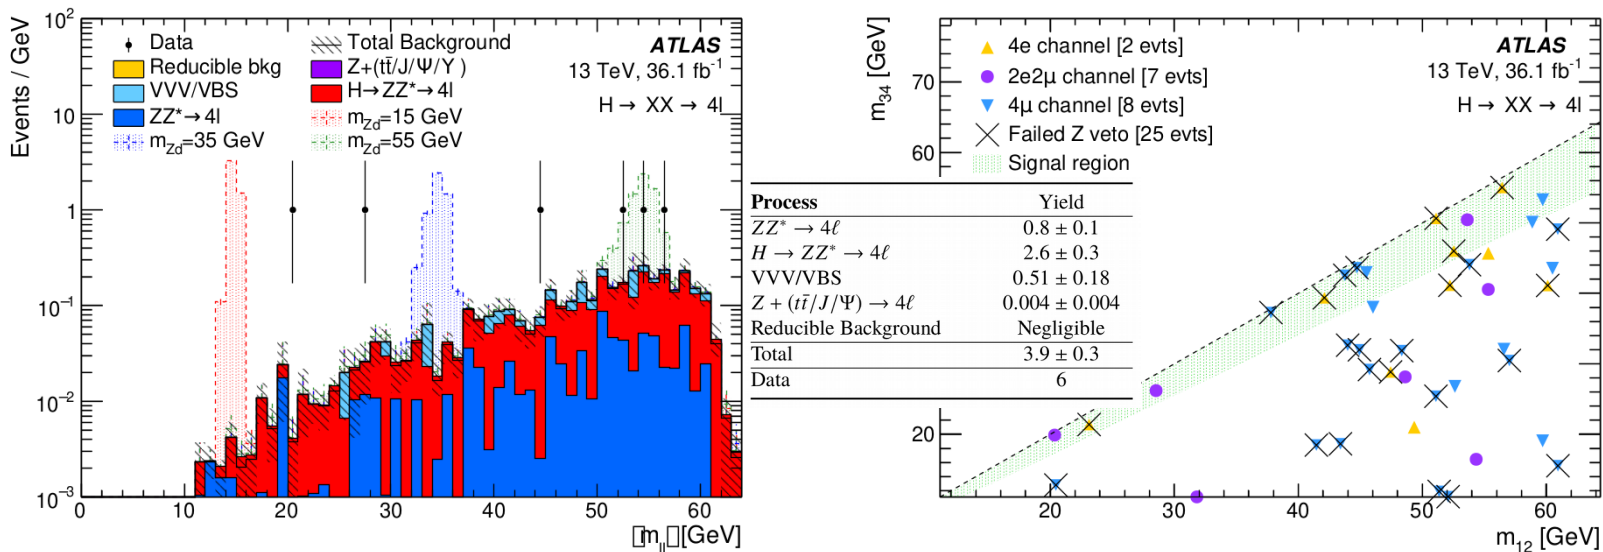 Events / GeV
10²
10
1
10⁻¹
10⁻²
10⁻³
Data
Total Background
Reducible bkg
Z+(tt̄/J/Ψ/Υ)
VVV/VBS
H→ZZ*→4l
ZZ*→4l
m_Zd=15 GeV
m_Zd=35 GeV
m_Zd=55 GeV
ATLAS
13 TeV, 36.1 fb⁻¹
H → XX → 4l
0 10 20 30 40 50 60
⟨m_ll⟩ [GeV]
Process Yield
ZZ* → 4ℓ 0.8 ± 0.1
H → ZZ* → 4ℓ 2.6 ± 0.3
VVV/VBS 0.51 ± 0.18
Z + (tt̄/J/Ψ) → 4ℓ 0.004 ± 0.004
Reducible Background Negligible
Total 3.9 ± 0.3
Data 6
m₃₄ [GeV]
70
60
20
4e channel [2 evts]
2e2μ channel [7 evts]
4μ channel [8 evts]
Failed Z veto [25 evts]
Signal region
ATLAS
13 TeV, 36.1 fb⁻¹
H → XX → 4l
20 30 40 50 60
m₁₂ [GeV]